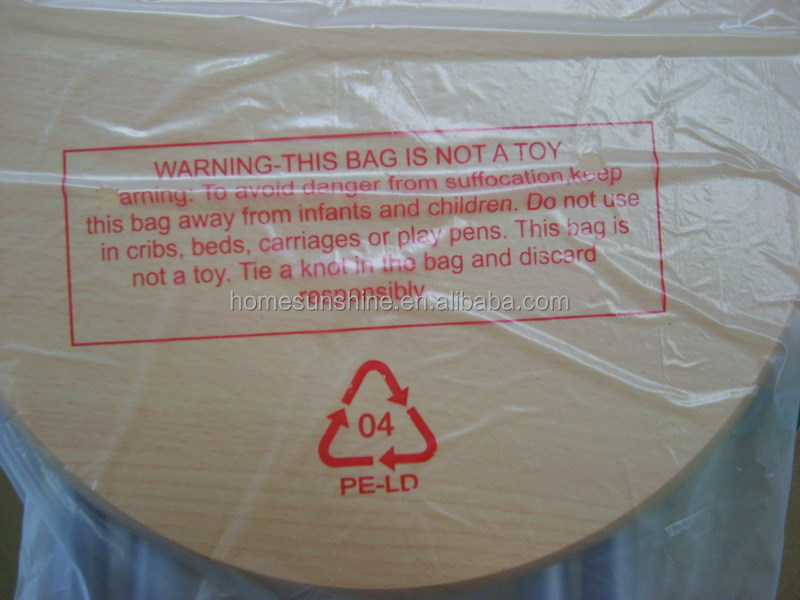 WARNING-THIS BAG IS NOT A TOY
Warning: To avoid danger from suffocation,keep
this bag away from infants and children. Do not use
in cribs, beds, carriages or play pens. This bag is
not a toy. Tie a knot in the bag and discard
responsibly
homesunshine.en.alibaba.com
04
PE-LD